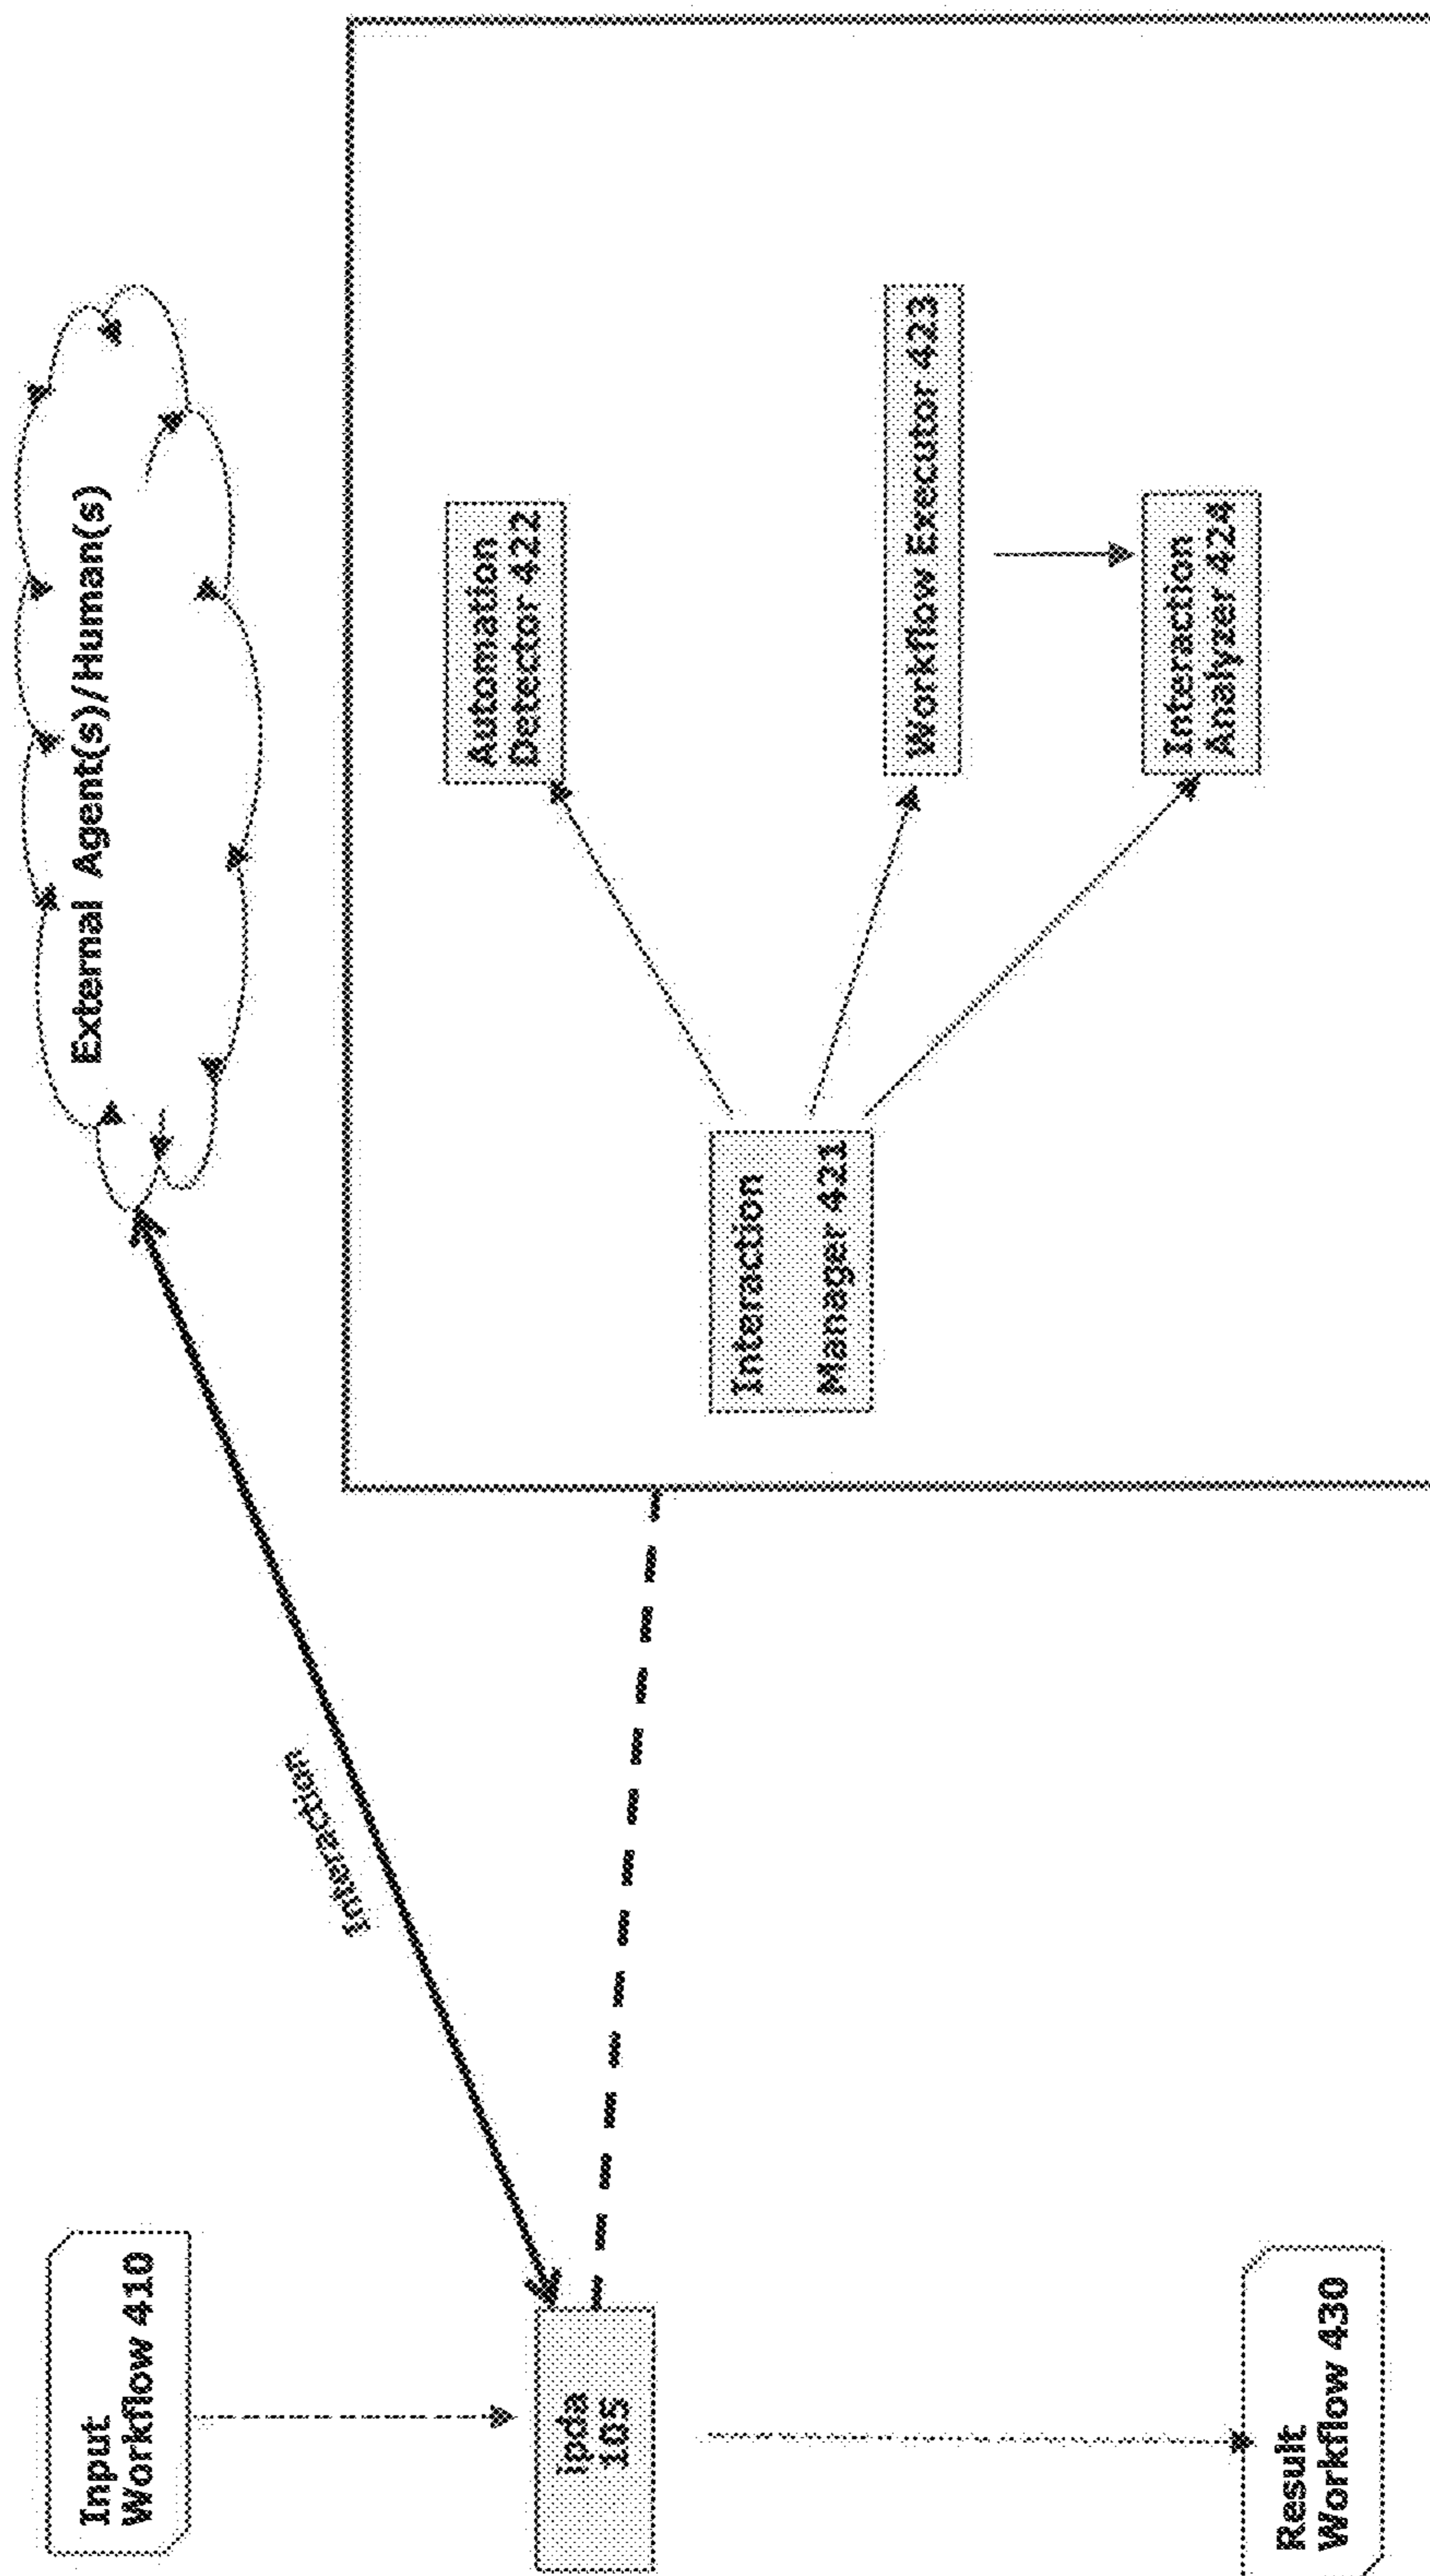 Input
Workflow 410
External Agent(s)/Human(s)
Interaction
Ipda
105
Automation
Detector 422
Interaction
Manager 421
Workflow Executor 423
Interaction
Analyzer 424
Result
Workflow 430